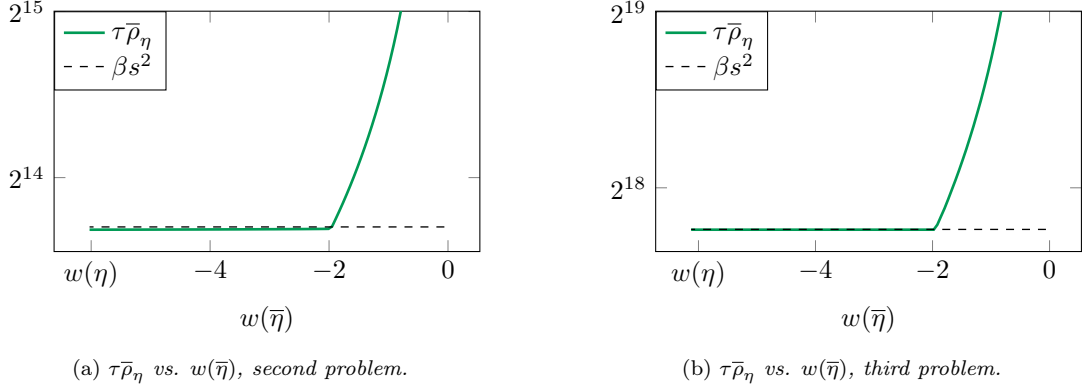 2^15
2^14
τρ̅_η
βs^2
w(η)
−4
−2
0
w(η̅)
(a) τρ̅_η vs. w(η̅), second problem.
2^19
2^18
τρ̅_η
βs^2
w(η)
−4
−2
0
w(η̅)
(b) τρ̅_η vs. w(η̅), third problem.